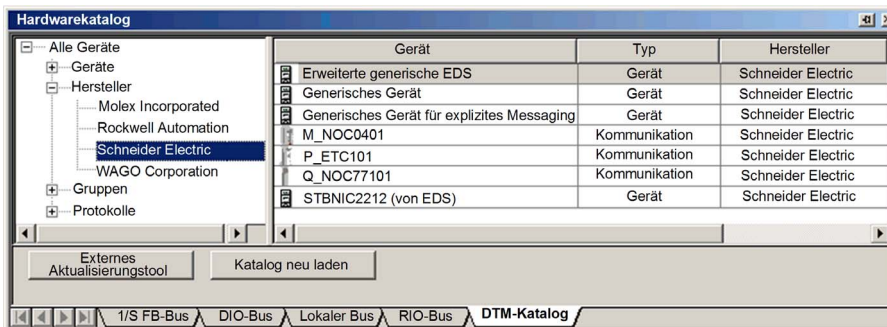 Hardwarekatalog
Alle Geräte
Geräte
Hersteller
Molex Incorporated
Rockwell Automation
Schneider Electric
WAGO Corporation
Gruppen
Protokolle
Gerät Typ Hersteller
Erweiterte generische EDS Gerät Schneider Electric
Generisches Gerät Gerät Schneider Electric
Generisches Gerät für explizites Messaging Gerät Schneider Electric
M_NOC0401 Kommunikation Schneider Electric
P_ETC101 Kommunikation Schneider Electric
Q_NOC77101 Kommunikation Schneider Electric
STBNIC2212 (von EDS) Gerät Schneider Electric
Externes Aktualisierungstool
Katalog neu laden
1/S FB-Bus DIO-Bus Lokaler Bus RIO-Bus DTM-Katalog